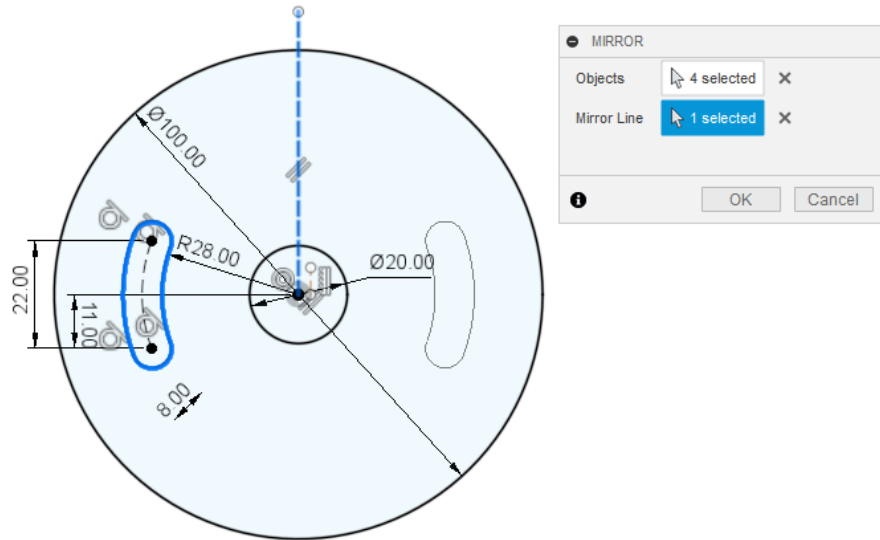 MIRROR
Objects 4 selected
Mirror Line 1 selected
OK Cancel
Ø100.00
R28.00
Ø20.00
22.00
11.00
8.00